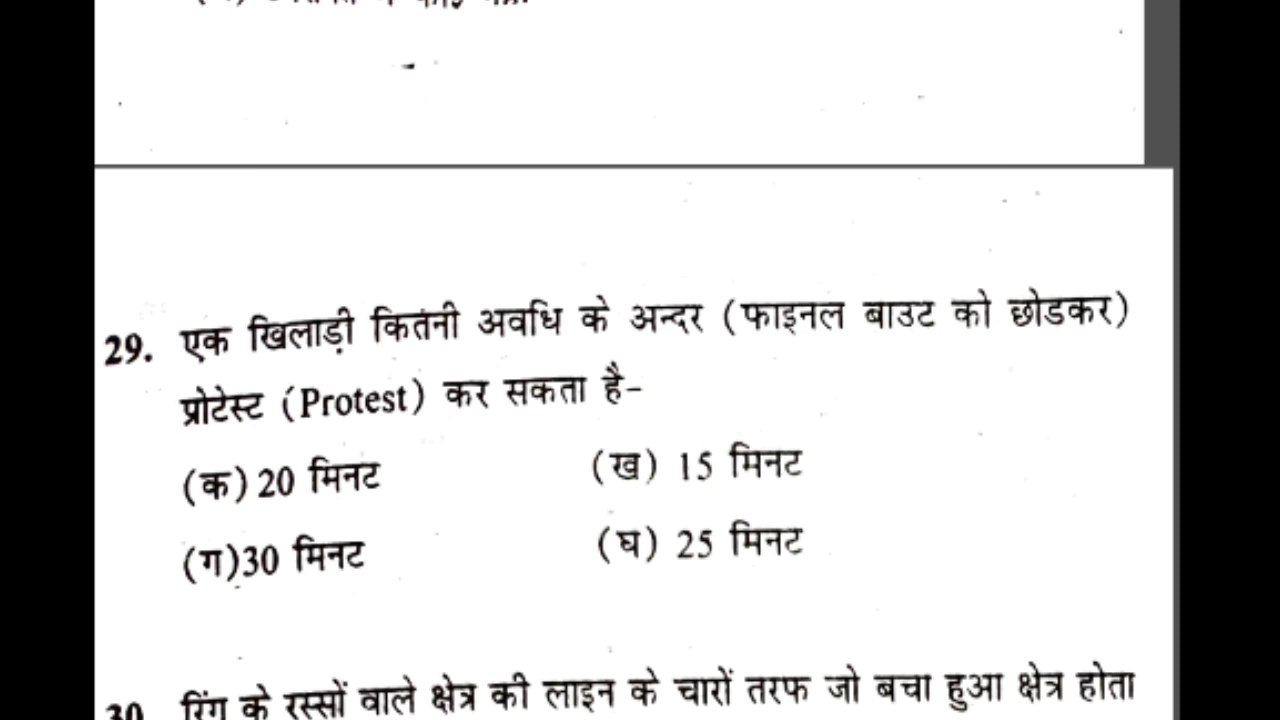 29. एक खिलाड़ी कितनी अवधि के अन्दर (फाइनल बाउट को छोडकर)
प्रोटेस्ट (Protest) कर सकता है-
(क) 20 मिनट (ख) 15 मिनट
(ग)30 मिनट (घ) 25 मिनट
30. रिंग के रस्सों वाले क्षेत्र की लाइन के चारों तरफ जो बचा हुआ क्षेत्र होता